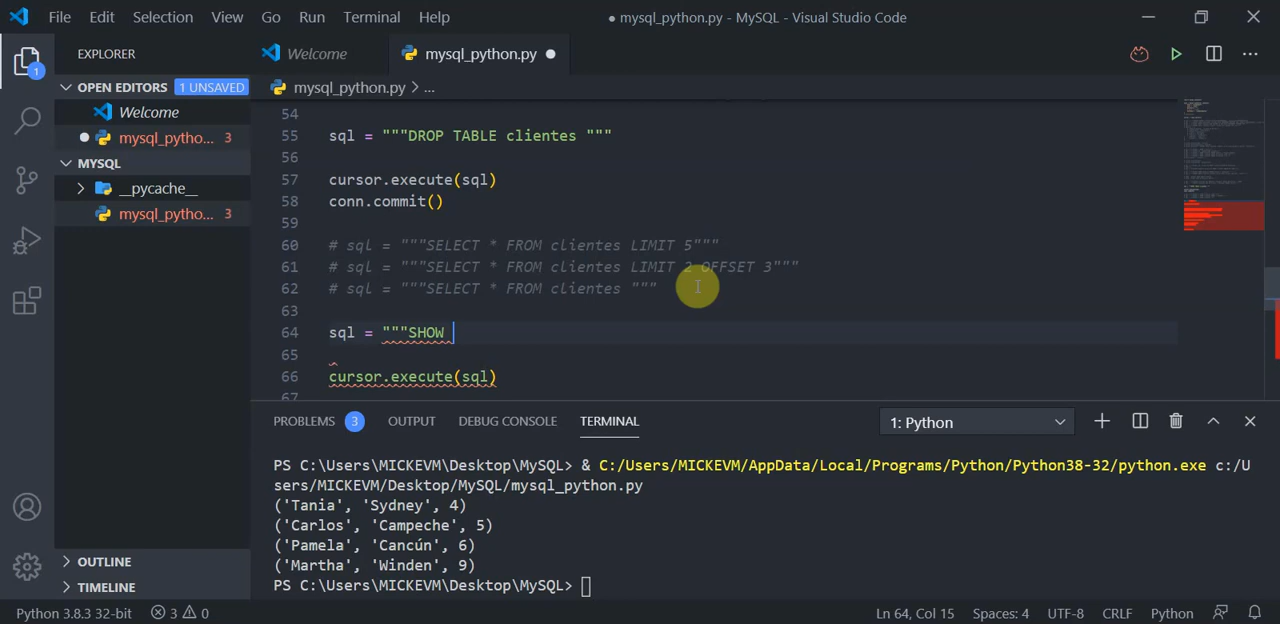 File Edit Selection View Go Run Terminal Help ● mysql_python.py - MySQL - Visual Studio Code
EXPLORER
Welcome mysql_python.py ●
OPEN EDITORS 1 UNSAVED
mysql_python.py > ...
Welcome
● mysql_pytho... 3
MYSQL
__pycache__
mysql_pytho... 3
1
54
55 sql = """DROP TABLE clientes """
56
57 cursor.execute(sql)
58 conn.commit()
59
60 # sql = """SELECT * FROM clientes LIMIT 5"""
61 # sql = """SELECT * FROM clientes LIMIT 2 OFFSET 3"""
62 # sql = """SELECT * FROM clientes """
63
64 sql = """SHOW
65
66 cursor.execute(sql)
67
PROBLEMS 3 OUTPUT DEBUG CONSOLE TERMINAL 1: Python
PS C:\Users\MICKEVM\Desktop\MySQL> & C:/Users/MICKEVM/AppData/Local/Programs/Python/Python38-32/python.exe c:/U
sers/MICKEVM/Desktop/MySQL/mysql_python.py
('Tania', 'Sydney', 4)
('Carlos', 'Campeche', 5)
('Pamela', 'Cancún', 6)
('Martha', 'Winden', 9)
PS C:\Users\MICKEVM\Desktop\MySQL>
OUTLINE
TIMELINE
Python 3.8.3 32-bit 3 0 Ln 64, Col 15 Spaces: 4 UTF-8 CRLF Python